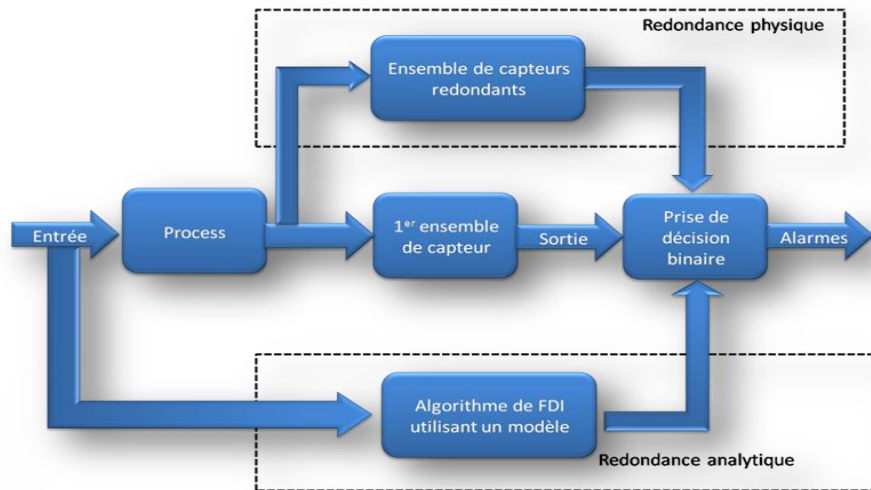 Redondance physique
Ensemble de capteurs
redondants
Entrée
Process
1er ensemble
de capteur
Sortie
Prise de
décision
binaire
Alarmes
Algorithme de FDI
utilisant un modèle
Redondance analytique